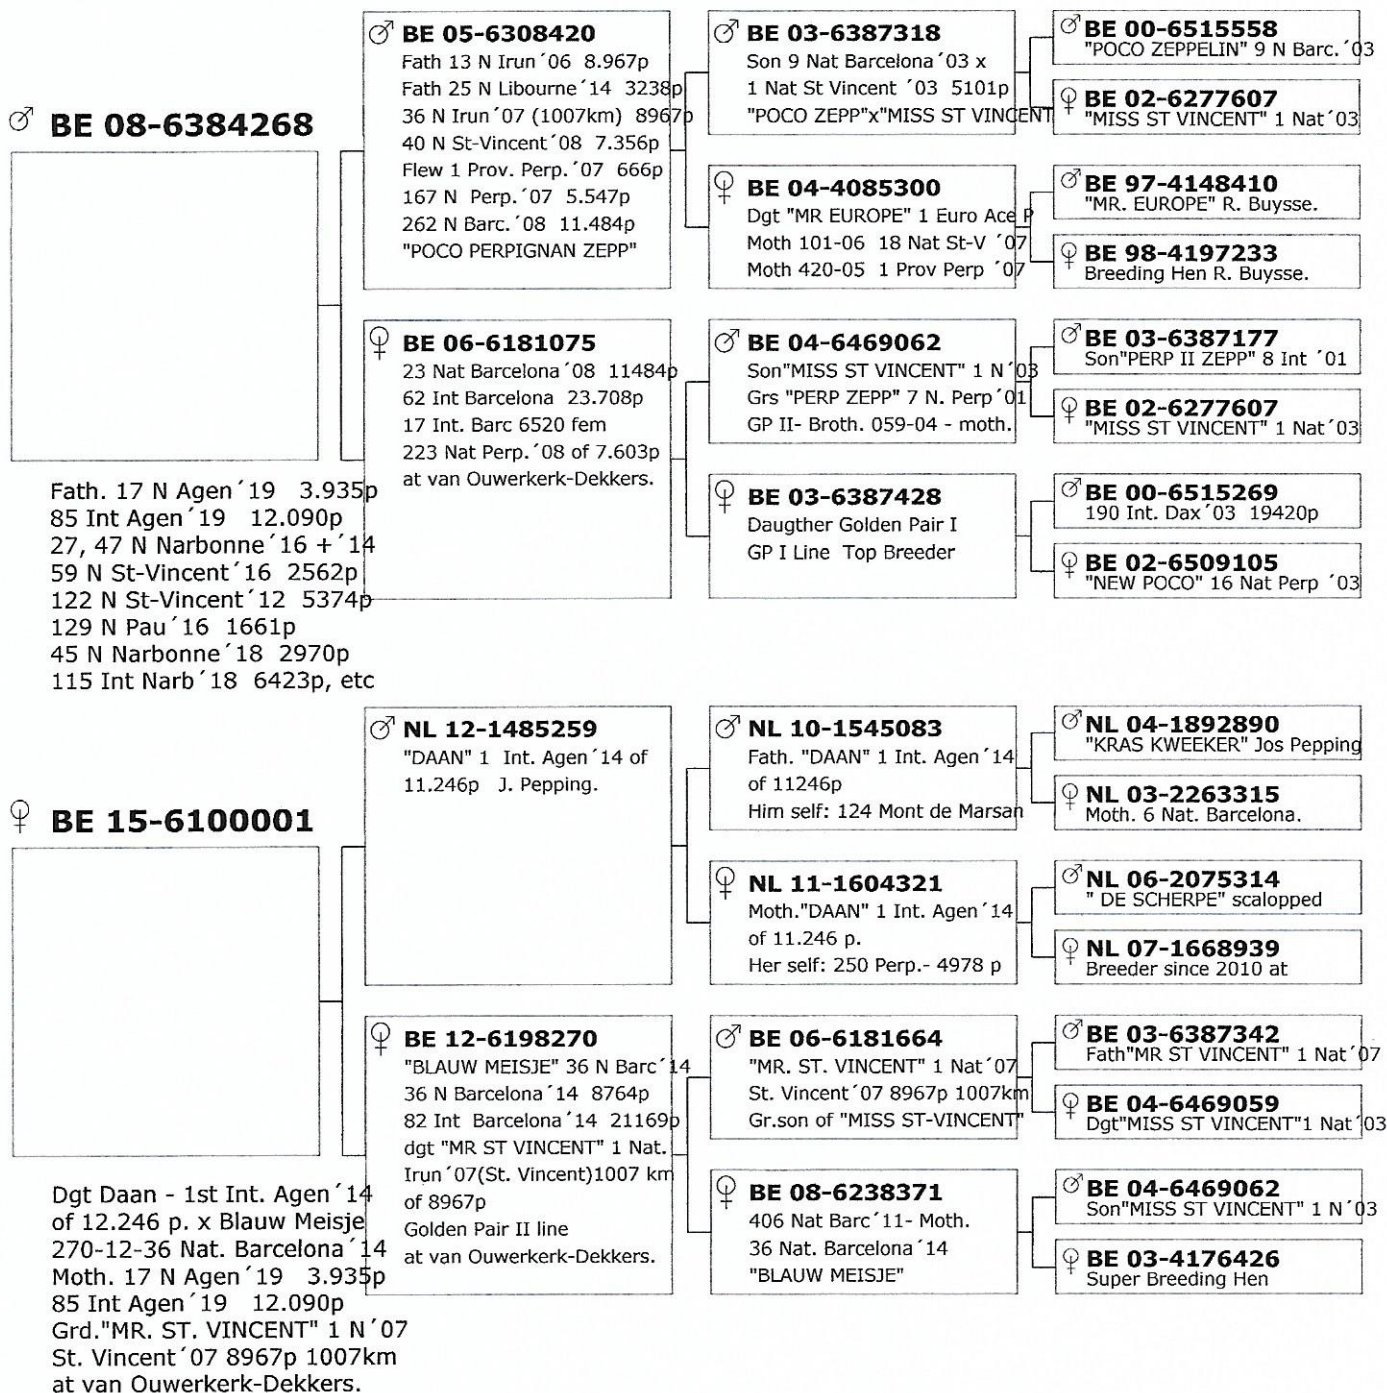 ♂ BE 08-6384268
Fath. 17 N Agen´19 3.935p
85 Int Agen´19 12.090p
27, 47 N Narbonne´16 +´14
59 N St-Vincent´16 2562p
122 N St-Vincent´12 5374p
129 N Pau´16 1661p
45 N Narbonne´18 2970p
115 Int Narb´18 6423p, etc
♂ BE 05-6308420
Fath 13 N Irun´06 8.967p
Fath 25 N Libourne´14 3238p
36 N Irun´07 (1007km) 8967p
40 N St-Vincent´08 7.356p
Flew 1 Prov. Perp.´07 666p
167 N Perp.´07 5.547p
262 N Barc.´08 11.484p
"POCO PERPIGNAN ZEPP"
♀ BE 06-6181075
23 Nat Barcelona´08 11484p
62 Int Barcelona 23.708p
17 Int. Barc 6520 fem
223 Nat Perp.´08 of 7.603p
at van Ouwerkerk-Dekkers.
♂ BE 03-6387318
Son 9 Nat Barcelona´03 x
1 Nat St Vincent ´03 5101p
"POCO ZEPP"x"MISS ST VINCENT
♀ BE 04-4085300
Dgt "MR EUROPE" 1 Euro Ace P
Moth 101-06 18 Nat St-V ´07
Moth 420-05 1 Prov Perp ´07
♂ BE 04-6469062
Son"MISS ST VINCENT" 1 N´03
Grs "PERP ZEPP" 7 N. Perp´01
GP II- Broth. 059-04 - moth.
♀ BE 03-6387428
Daugther Golden Pair I
GP I Line Top Breeder
♂ BE 00-6515558
"POCO ZEPPELIN" 9 N Barc.´03
♀ BE 02-6277607
"MISS ST VINCENT" 1 Nat´03
♂ BE 97-4148410
"MR. EUROPE" R. Buysse.
♀ BE 98-4197233
Breeding Hen R. Buysse.
♂ BE 03-6387177
Son"PERP II ZEPP" 8 Int ´01
♀ BE 02-6277607
"MISS ST VINCENT" 1 Nat´03
♂ BE 00-6515269
190 Int. Dax´03 19420p
♀ BE 02-6509105
"NEW POCO" 16 Nat Perp ´03
♀ BE 15-6100001
Dgt Daan - 1st Int. Agen´14
of 12.246 p. x Blauw Meisje
270-12-36 Nat. Barcelona´14
Moth. 17 N Agen´19 3.935p
85 Int Agen´19 12.090p
Grd."MR. ST. VINCENT" 1 N´07
St. Vincent´07 8967p 1007km
at van Ouwerkerk-Dekkers.
♂ NL 12-1485259
"DAAN" 1 Int. Agen´14 of
11.246p J. Pepping.
♀ BE 12-6198270
"BLAUW MEISJE" 36 N Barc´14
36 N Barcelona´14 8764p
82 Int Barcelona´14 21169p
dgt "MR ST VINCENT" 1 Nat.
Irun´07(St. Vincent)1007 km
of 8967p
Golden Pair II line
at van Ouwerkerk-Dekkers.
♂ NL 10-1545083
Fath. "DAAN" 1 Int. Agen´14
of 11246p
Him self: 124 Mont de Marsan
♀ NL 11-1604321
Moth."DAAN" 1 Int. Agen´14
of 11.246 p.
Her self: 250 Perp.- 4978 p
♂ BE 06-6181664
"MR. ST. VINCENT" 1 Nat´07
St. Vincent´07 8967p 1007km
Gr.son of "MISS ST-VINCENT"
♀ BE 08-6238371
406 Nat Barc´11- Moth.
36 Nat. Barcelona´14
"BLAUW MEISJE"
♂ NL 04-1892890
"KRAS KWEEKER" Jos Pepping
♀ NL 03-2263315
Moth. 6 Nat. Barcelona.
♂ NL 06-2075314
" DE SCHERPE" scalopped
♀ NL 07-1668939
Breeder since 2010 at
♂ BE 03-6387342
Fath"MR ST VINCENT" 1 Nat´07
♀ BE 04-6469059
Dgt"MISS ST VINCENT"1 Nat´03
♂ BE 04-6469062
Son"MISS ST VINCENT" 1 N´03
♀ BE 03-4176426
Super Breeding Hen